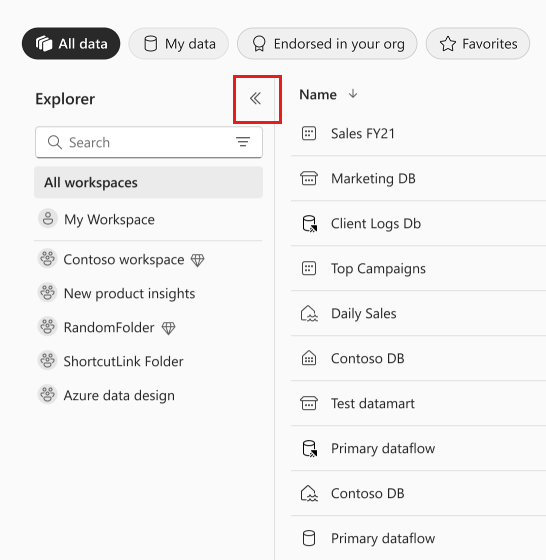 All data
My data
Endorsed in your org
Favorites
Explorer
Search
All workspaces
My Workspace
Contoso workspace
New product insights
RandomFolder
ShortcutLink Folder
Azure data design
Name
Sales FY21
Marketing DB
Client Logs Db
Top Campaigns
Daily Sales
Contoso DB
Test datamart
Primary dataflow
Contoso DB
Primary dataflow